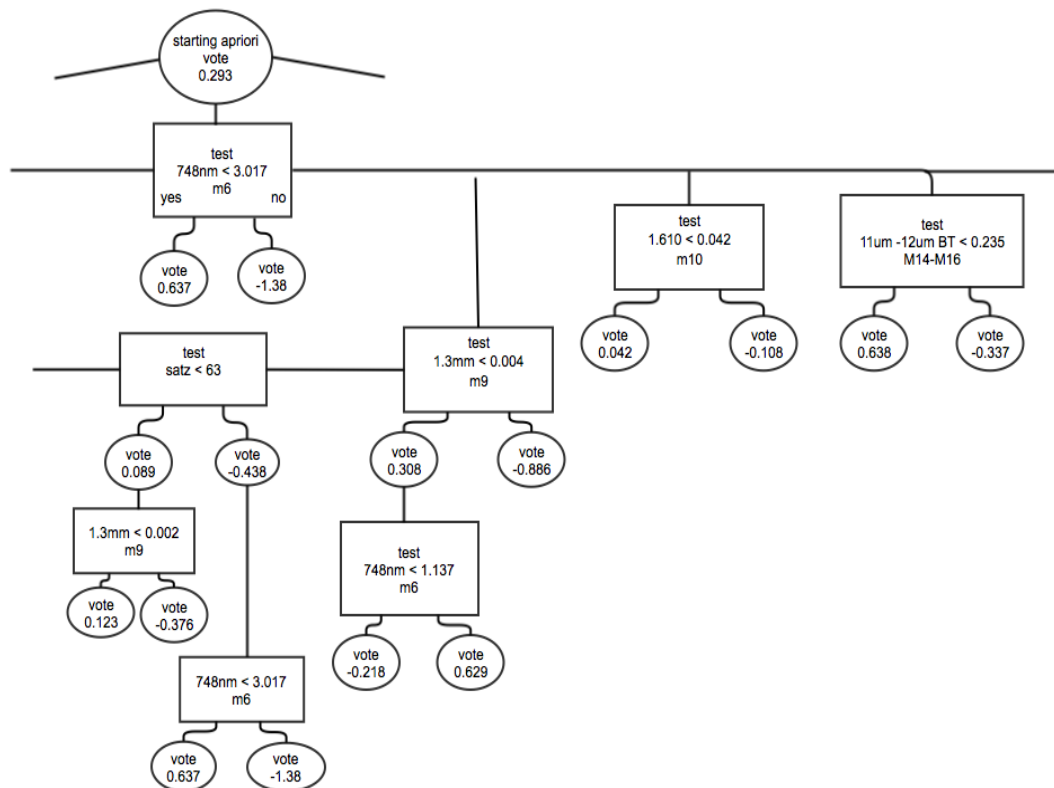 starting apriori
vote
0.293
test
748nm < 3.017
m6
yes no
vote
0.637
vote
-1.38
test
1.610 < 0.042
m10
vote
0.042
vote
-0.108
test
11um -12um BT < 0.235
M14-M16
vote
0.638
vote
-0.337
test
satz < 63
vote
0.089
vote
-0.438
1.3mm < 0.002
m9
vote
0.123
vote
-0.376
748nm < 3.017
m6
vote
0.637
vote
-1.38
test
1.3mm < 0.004
m9
vote
0.308
vote
-0.886
test
748nm < 1.137
m6
vote
-0.218
vote
0.629